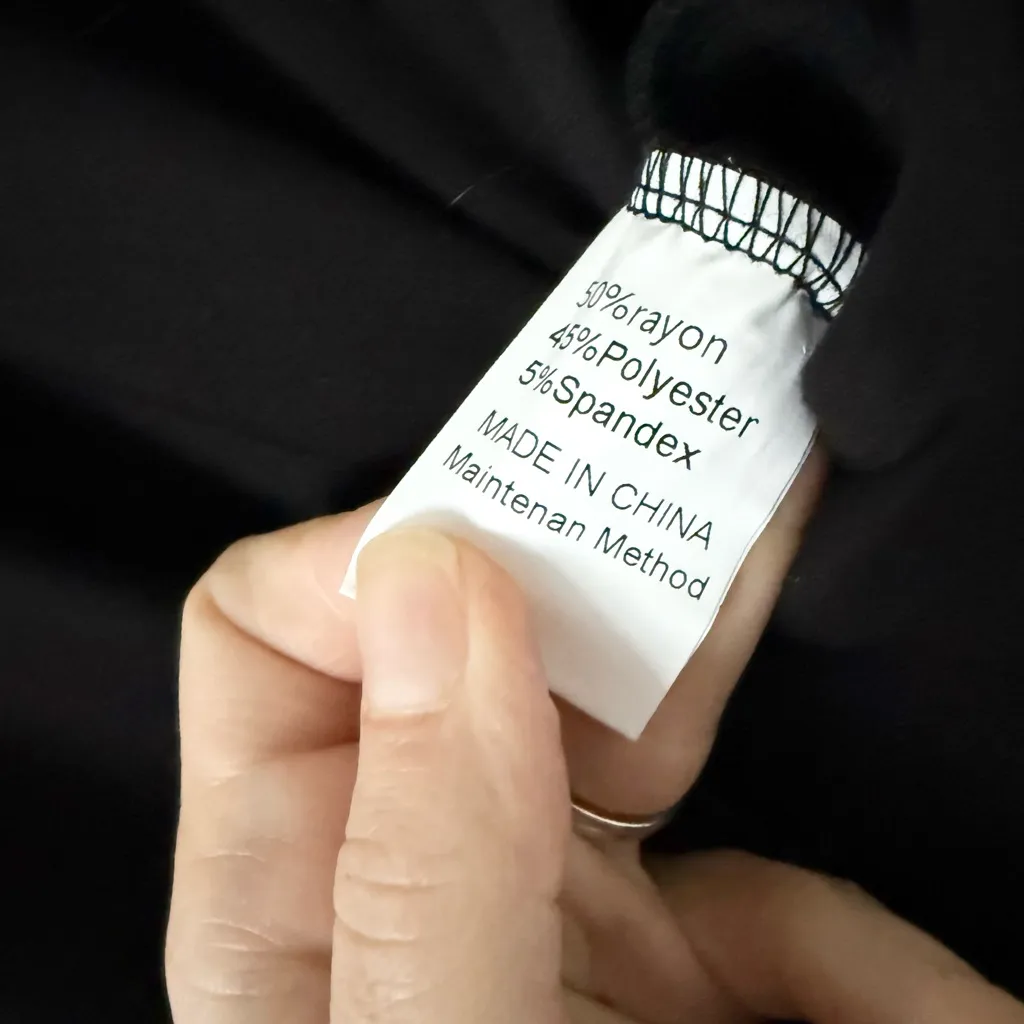 50%rayon
45%Polyester
5%Spandex
MADE IN CHINA
Maintenan Method